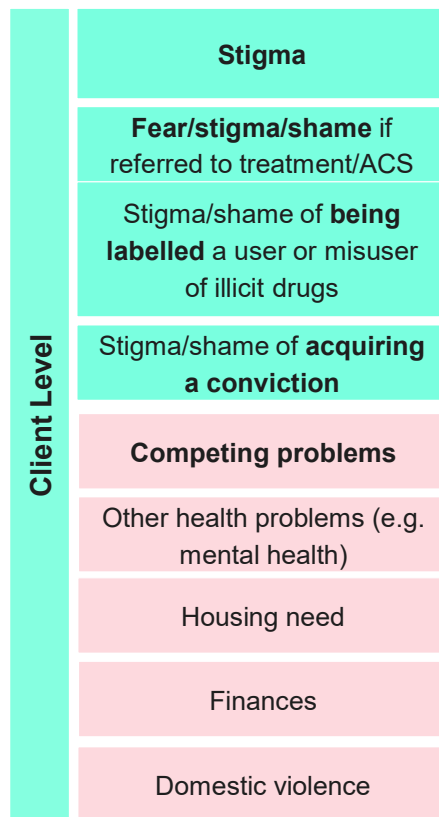 Client Level
Stigma
Fear/stigma/shame if
referred to treatment/ACS
Stigma/shame of being
labelled a user or misuser
of illicit drugs
Stigma/shame of acquiring
a conviction
Competing problems
Other health problems (e.g.
mental health)
Housing need
Finances
Domestic violence